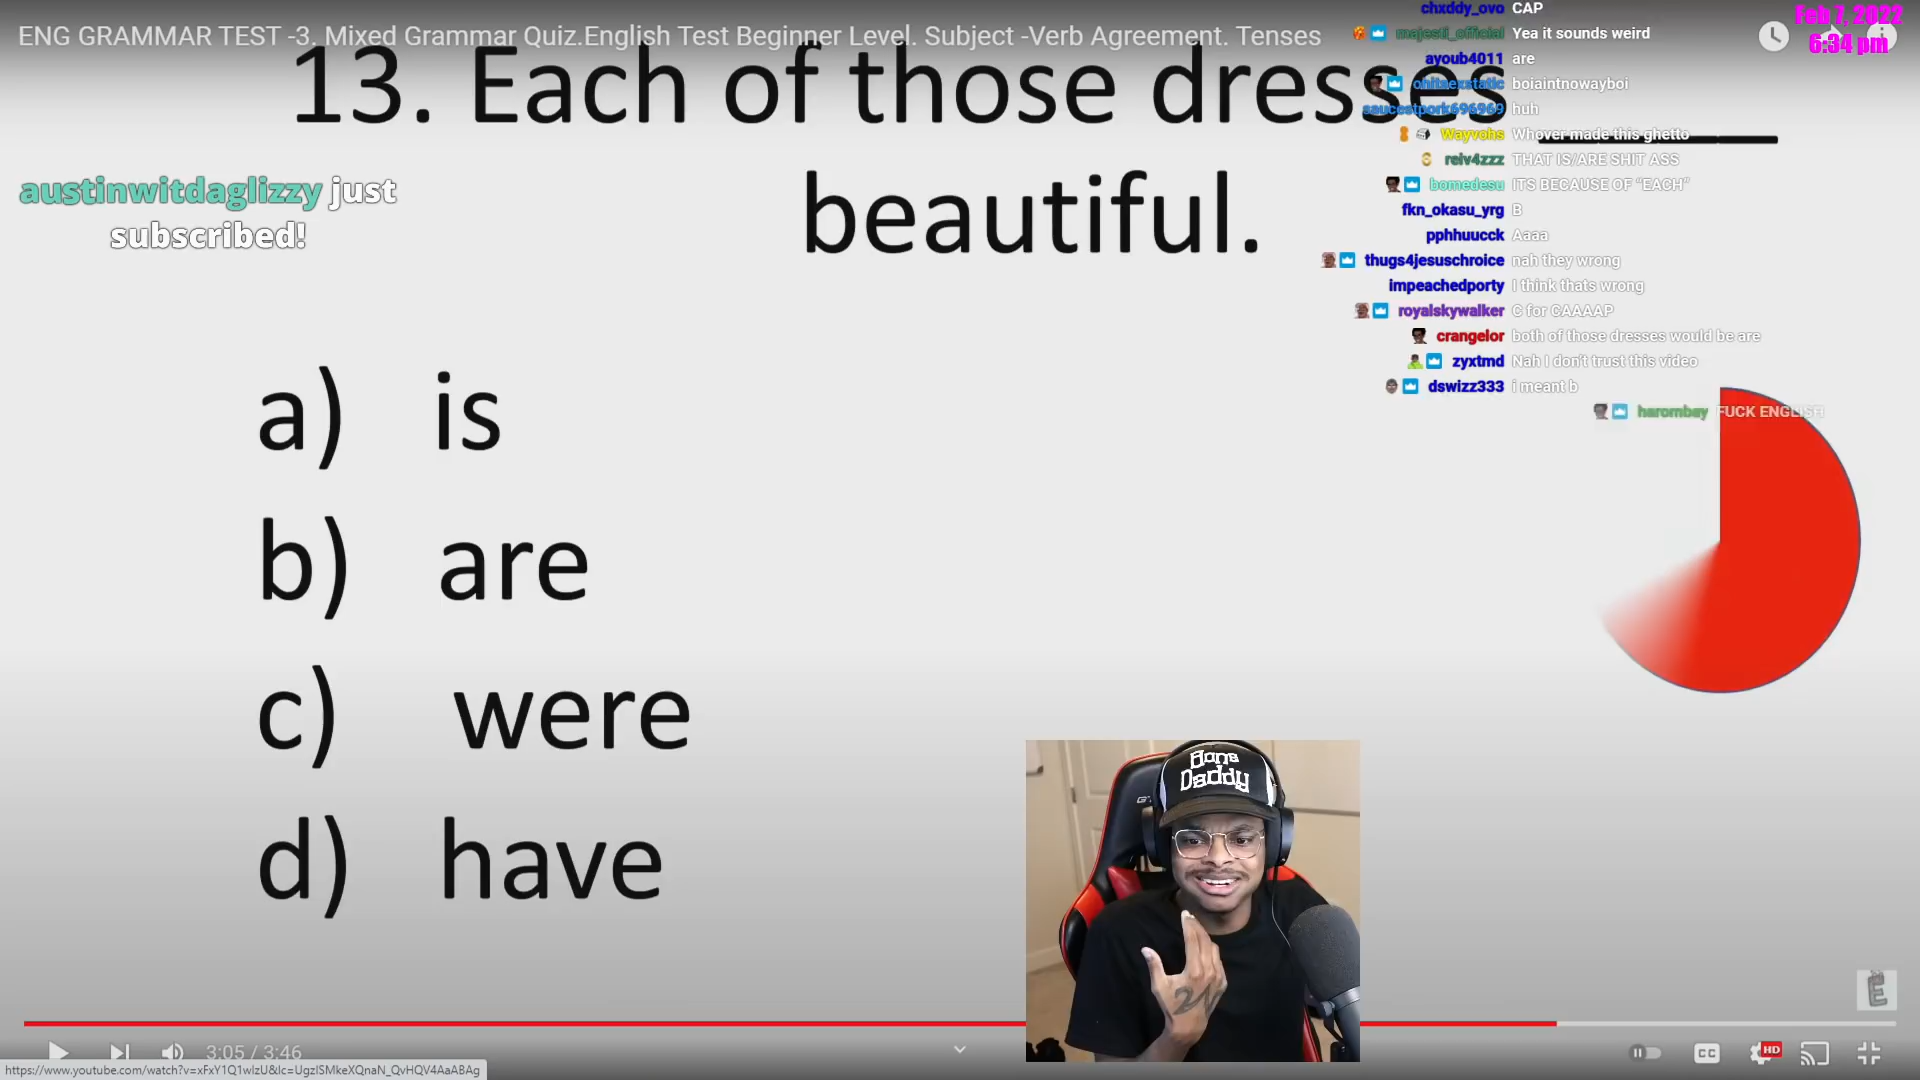 ENG GRAMMAR TEST -3. Mixed Grammar Quiz.English Test Beginner Level. Subject -Verb Agreement. Tenses
Feb 7, 2022
6:34 pm
13. Each of those dresses
beautiful.
austinwitdaglizzy just
subscribed!
chxddy_ovo CAP
Yea it sounds weird
ayoub4011 are
boiaintnowayboi
saucestpork696969 huh
Wayvohs Whover made this ghetto
reiv4zzz THAT IS/ARE SHIT ASS
bomedesu ITS BECAUSE OF "EACH"
fkn_okasu_yrg B
pphhuucck Aaaa
thugs4jesuschroice nah they wrong
impeachedporty I think thats wrong
royalskywalker C for CAAAAP
crangelor both of those dresses would be are
zyxtmd Nah I don't trust this video
dswizz333 i meant b
harombay FUCK ENGLISH
a) is
b) are
c) were
d) have
Daddy
3:05 / 3:46
CC
HD
https://www.youtube.com/watch?v=xFxY1Q1wIzU&lc=UgzISMkeXQnaN_QvHQV4AaABAg